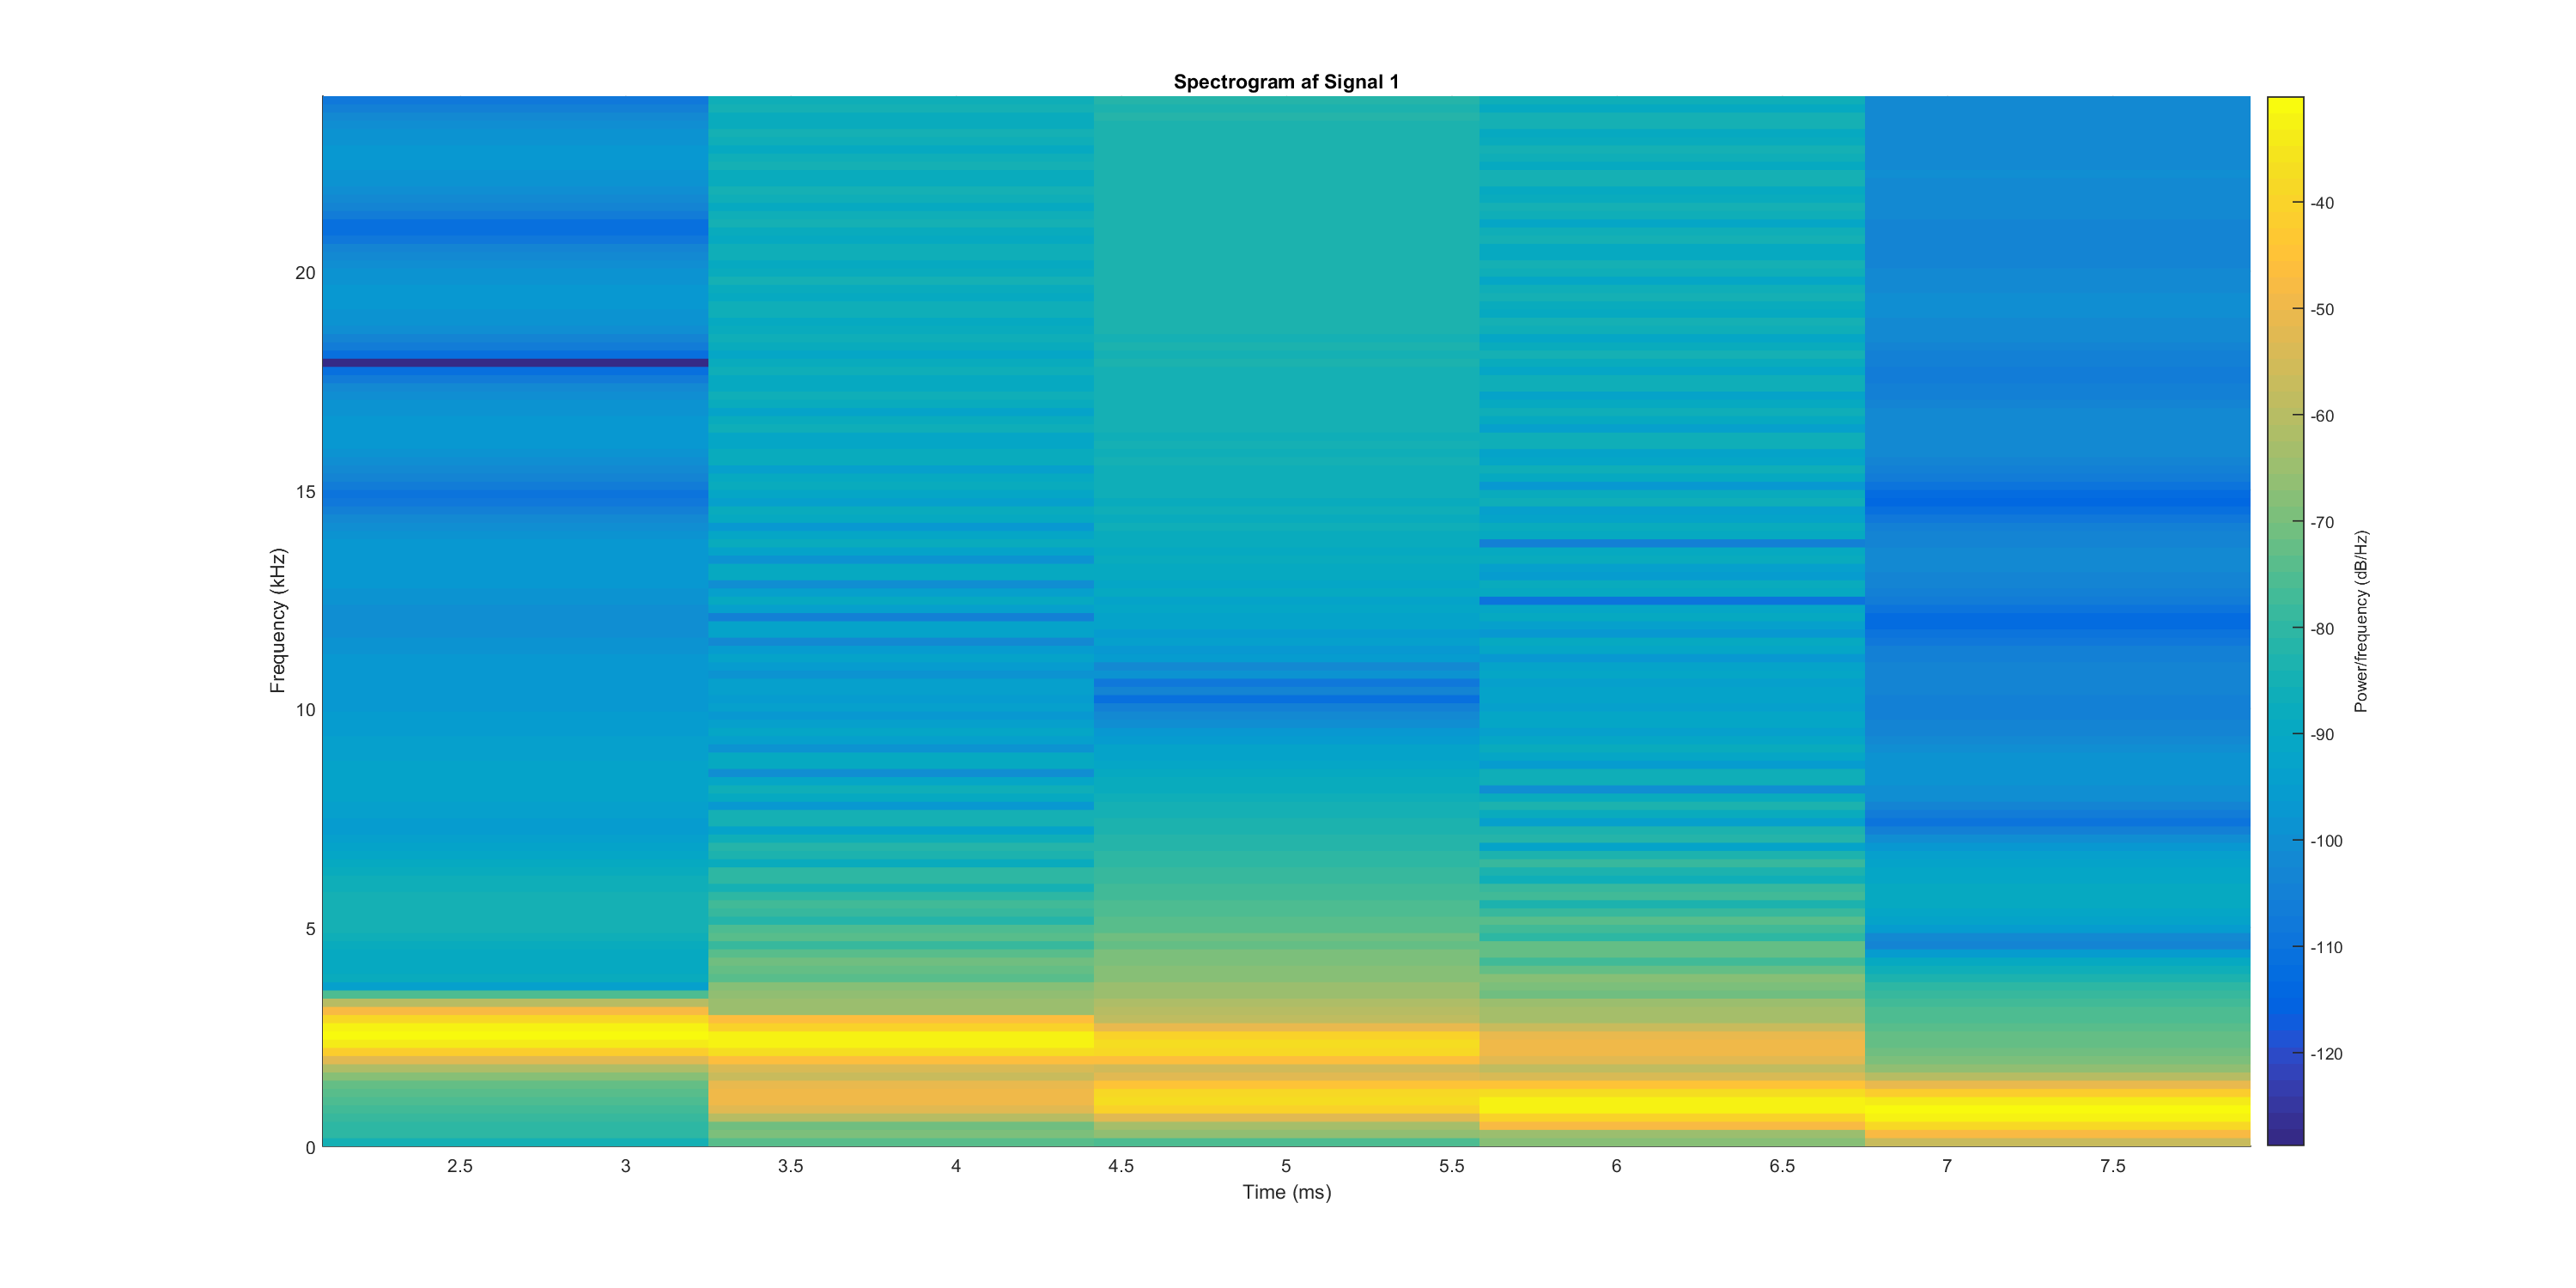 Spectrogram af Signal 1
Frequency (kHz)
20
15
10
5
0
2.5 3 3.5 4 4.5 5 5.5 6 6.5 7 7.5
Time (ms)
-40
-50
-60
-70
-80
-90
-100
-110
-120
Power/frequency (dB/Hz)